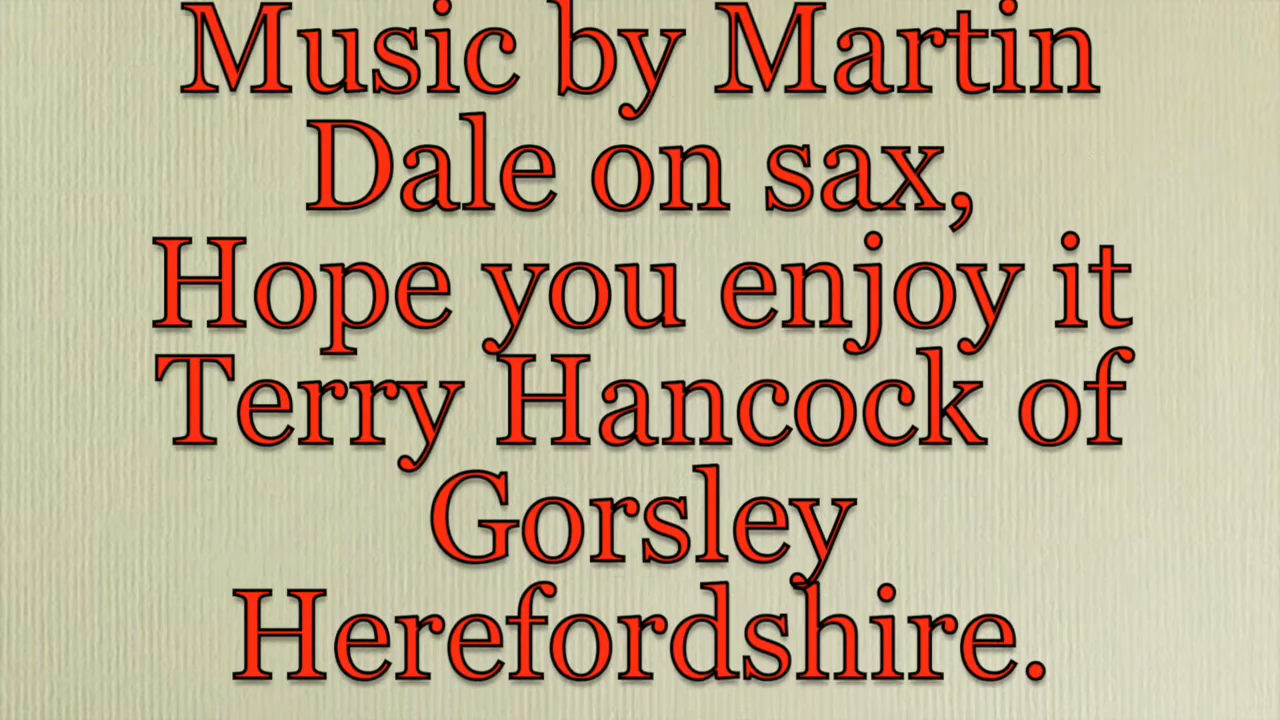 Music by Martin
Dale on sax,
Hope you enjoy it
Terry Hancock of
Gorsley
Herefordshire.